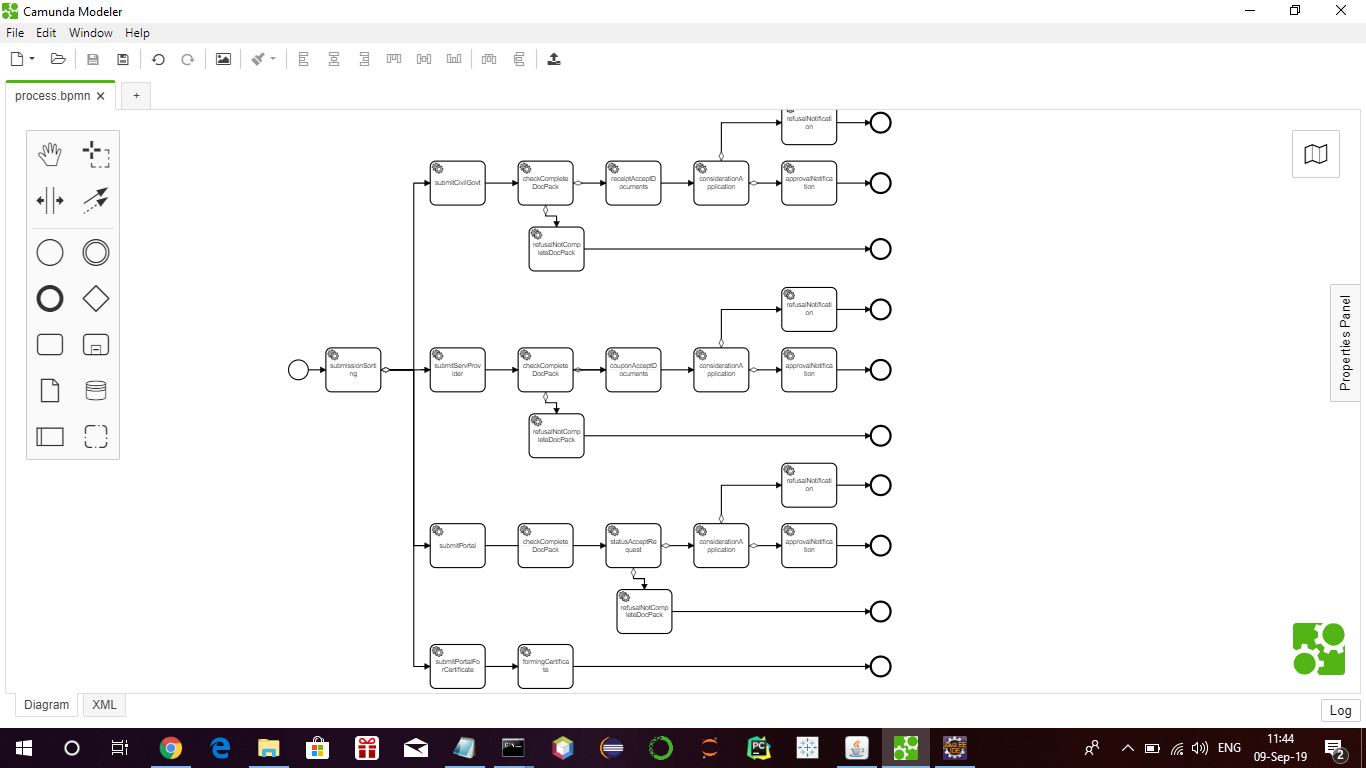 Camunda Modeler
File Edit Window Help
process.bpmn
+
refusalNotificati
on
submitCivilGovt
checkComplete
DocPack
receiptAcceptD
ocuments
considerationA
pplication
approvalNotifica
tion
refusalNotComp
leteDocPack
refusalNotificati
on
submissionSorti
ng
submitServProv
ider
checkComplete
DocPack
couponAcceptD
ocuments
considerationA
pplication
approvalNotifica
tion
refusalNotComp
leteDocPack
refusalNotificati
on
submitPortal
checkComplete
DocPack
statusAcceptRe
quest
considerationA
pplication
approvalNotifica
tion
refusalNotComp
leteDocPack
submitPortalFo
rCertificate
formingCertifica
te
Properties Panel
Diagram XML
Log
PC
EE
IDE
ENG
11:44
09-Sep-19
2